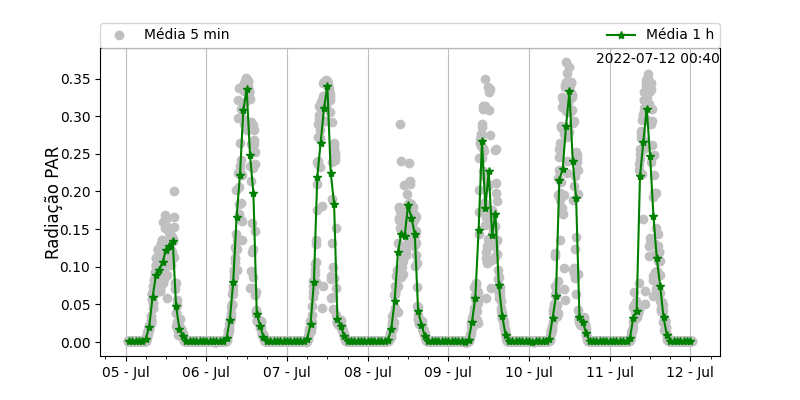 Média 5 min
Média 1 h
2022-07-12 00:40
Radiação PAR
0.35
0.30
0.25
0.20
0.15
0.10
0.05
0.00
05 - Jul
06 - Jul
07 - Jul
08 - Jul
09 - Jul
10 - Jul
11 - Jul
12 - Jul